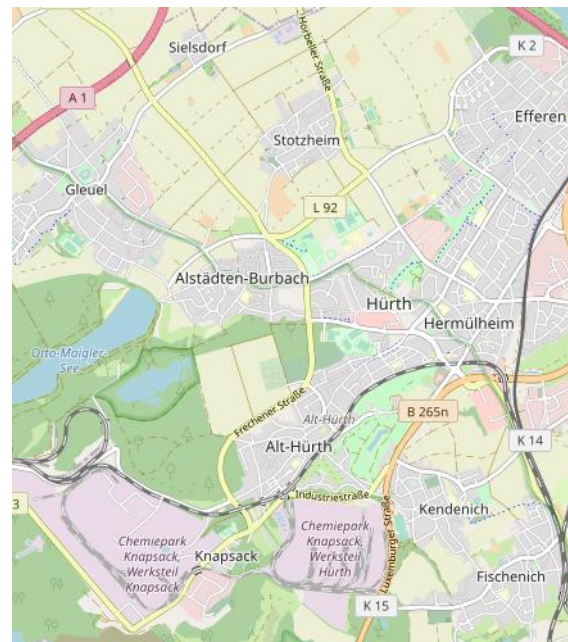 Sielsdorf
Horbeller Straße
K 2
A 1
Efferen
Stotzheim
Gleuel
L 92
Alstädten-Burbach
Hürth
Hermülheim
Otto-Maigler-
See
Frechener Straße
Alt-Hürth
B 265n
Alt-Hürth
K 14
Industriestraße
3
Chemiepark
Knapsack,
Werksteil
Knapsack
Chemiepark
Knapsack,
Werksteil
Hürth
Luxemburger Straße
Kendenich
Knapsack
Fischenich
K 15